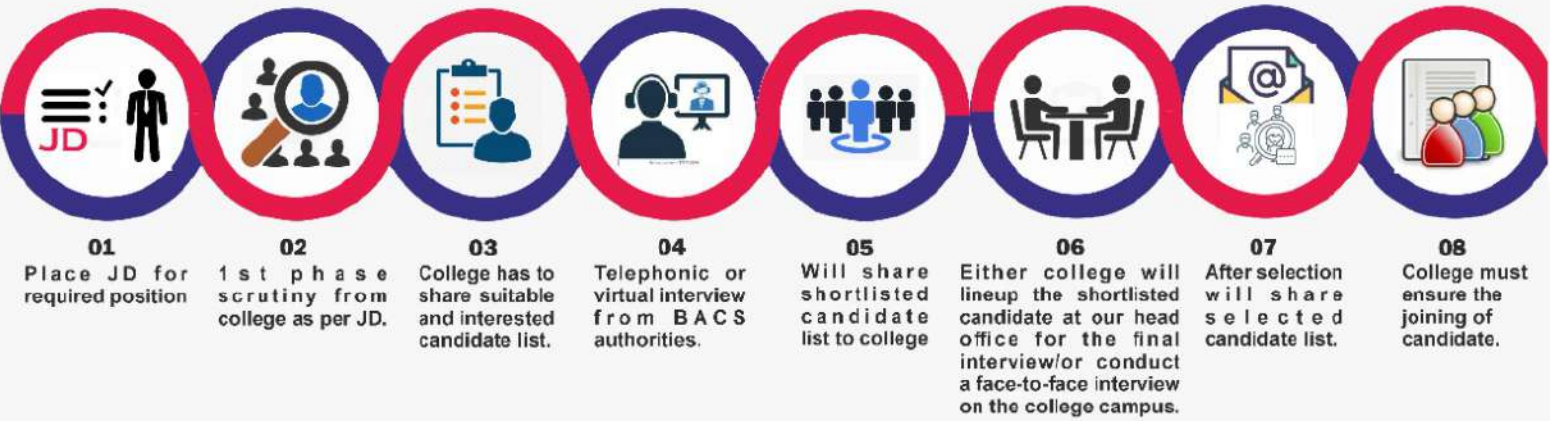 JD
01
Place JD for
required position
02
1st phase
scrutiny from
college as per JD.
03
College has to
share suitable
and interested
candidate list.
04
Telephonic or
virtual interview
from BACS
authorities.
05
Will share
shortlisted
candidate
list to college
06
Either college will
lineup the shortlisted
candidate at our head
office for the final
interview/or conduct
a face-to-face interview
on the college campus.
07
After selection
will share
selected
candidate list.
08
College must
ensure the
joining of
candidate.